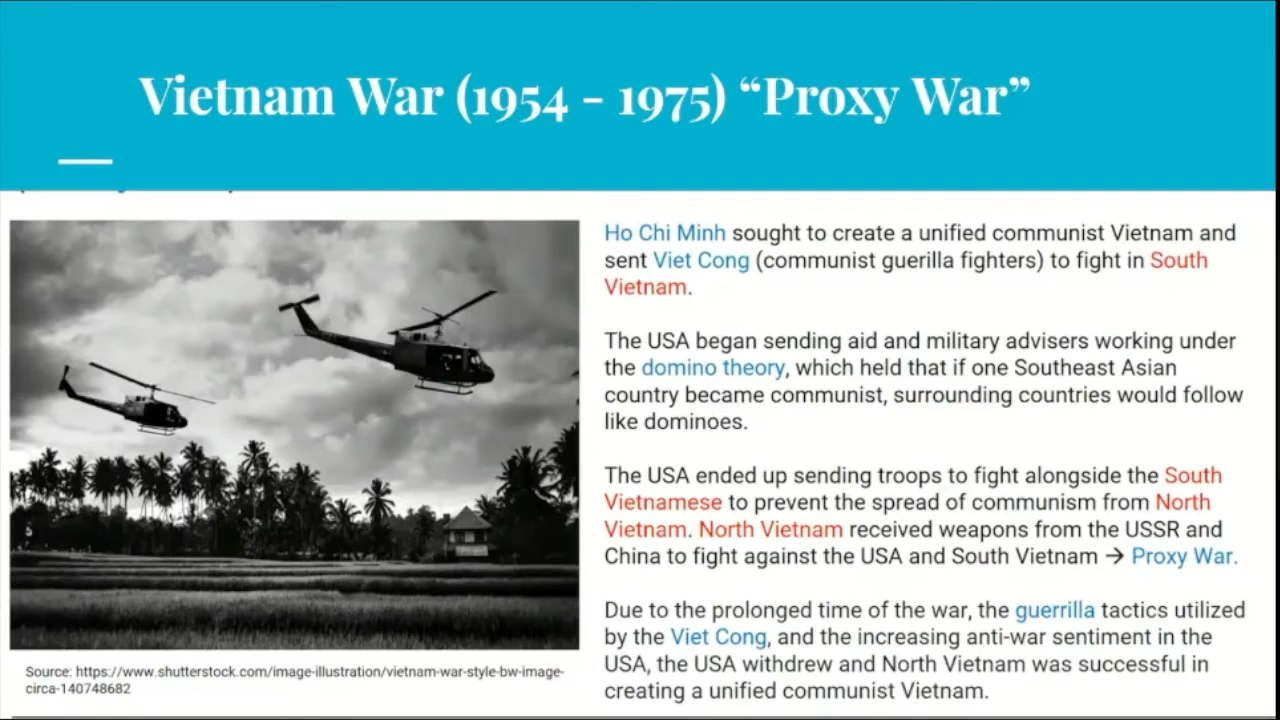 Vietnam War (1954 - 1975) “Proxy War”
Ho Chi Minh sought to create a unified communist Vietnam and
sent Viet Cong (communist guerilla fighters) to fight in South
Vietnam.
The USA began sending aid and military advisers working under
the domino theory, which held that if one Southeast Asian
country became communist, surrounding countries would follow
like dominoes.
The USA ended up sending troops to fight alongside the South
Vietnamese to prevent the spread of communism from North
Vietnam. North Vietnam received weapons from the USSR and
China to fight against the USA and South Vietnam → Proxy War.
Due to the prolonged time of the war, the guerrilla tactics utilized
by the Viet Cong, and the increasing anti-war sentiment in the
USA, the USA withdrew and North Vietnam was successful in
creating a unified communist Vietnam.
Source: https://www.shutterstock.com/image-illustration/vietnam-war-style-bw-image-
circa-140748682